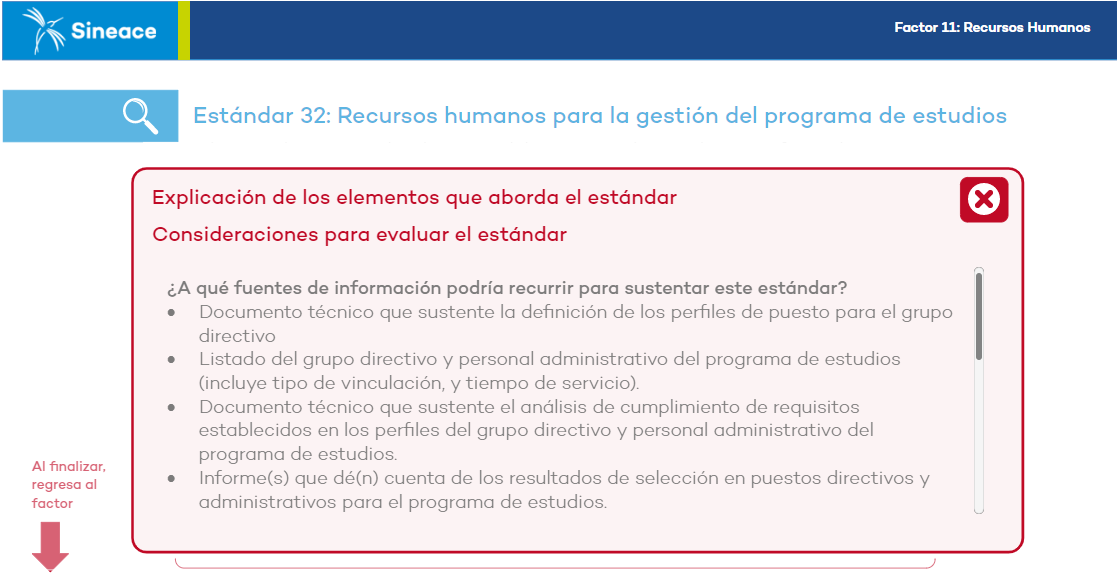 Sineace
Factor 11: Recursos Humanos
Estándar 32: Recursos humanos para la gestión del programa de estudios
Explicación de los elementos que aborda el estándar
Consideraciones para evaluar el estándar
¿A qué fuentes de información podría recurrir para sustentar este estándar?
• Documento técnico que sustente la definición de los perfiles de puesto para el grupo
directivo
• Listado del grupo directivo y personal administrativo del programa de estudios
(incluye tipo de vinculación, y tiempo de servicio).
• Documento técnico que sustente el análisis de cumplimiento de requisitos
establecidos en los perfiles del grupo directivo y personal administrativo del
programa de estudios.
• Informe(s) que dé(n) cuenta de los resultados de selección en puestos directivos y
administrativos para el programa de estudios.
Al finalizar,
regresa al
factor